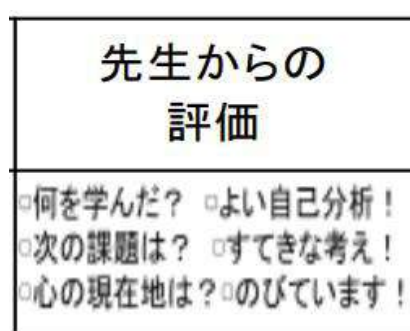 先生からの
評価
□何を学んだ？ □よい自己分析！
□次の課題は？ □すてきな考え！
□心の現在地は？□のびています！